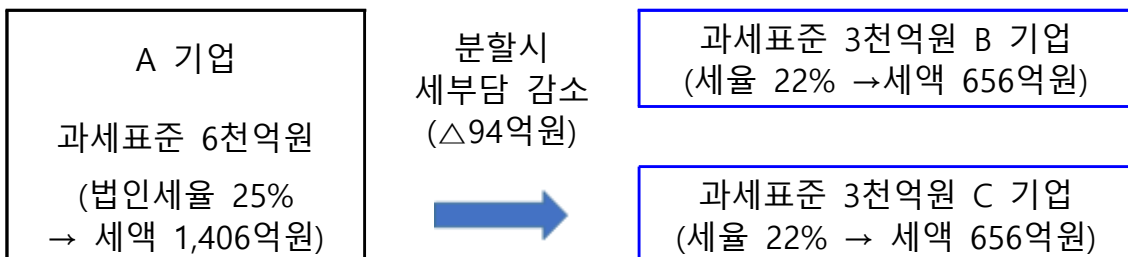 A 기업
과세표준 6천억원
(법인세율 25%
→ 세액 1,406억원)
분할시
세부담 감소
(△94억원)
과세표준 3천억원 B 기업
(세율 22% →세액 656억원)
과세표준 3천억원 C 기업
(세율 22% → 세액 656억원)